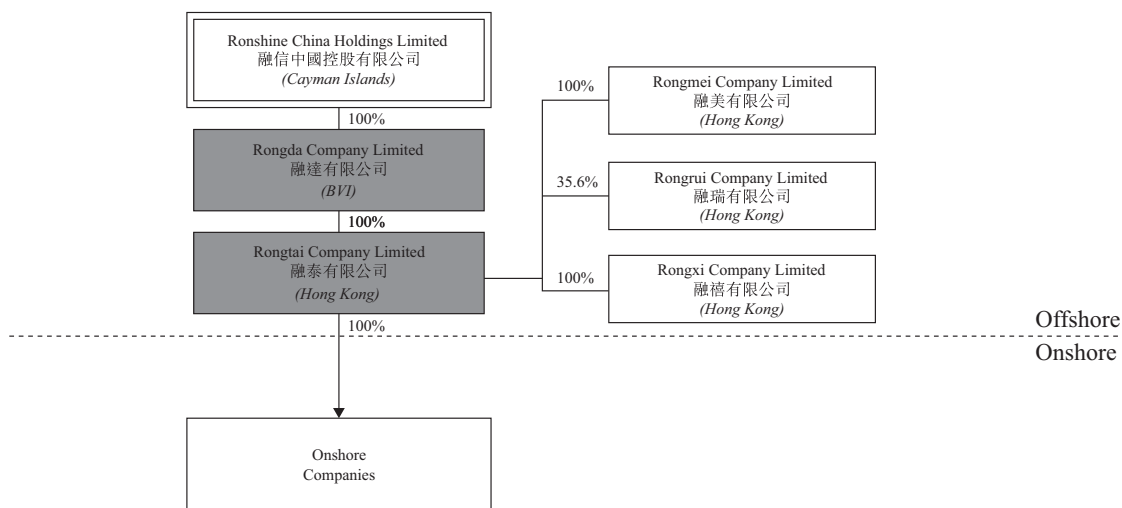 Ronshine China Holdings Limited
融信中國控股有限公司
(Cayman Islands)
100%
Rongda Company Limited
融達有限公司
(BVI)
100%
Rongtai Company Limited
融泰有限公司
(Hong Kong)
100%
100%
Rongmei Company Limited
融美有限公司
(Hong Kong)
35.6%
Rongrui Company Limited
融瑞有限公司
(Hong Kong)
100%
Rongxi Company Limited
融禧有限公司
(Hong Kong)
Offshore
Onshore
Onshore
Companies